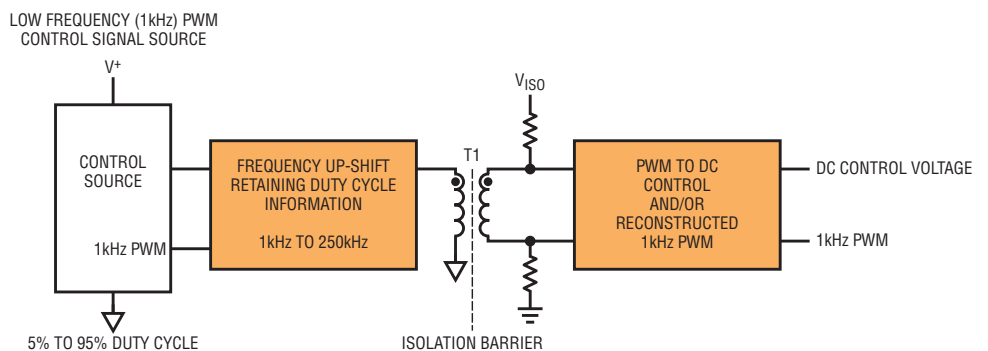 LOW FREQUENCY (1kHz) PWM
CONTROL SIGNAL SOURCE
V+
CONTROL
SOURCE
1kHz PWM
5% TO 95% DUTY CYCLE
FREQUENCY UP-SHIFT
RETAINING DUTY CYCLE
INFORMATION
1kHz TO 250kHz
T1
ISOLATION BARRIER
VISO
PWM TO DC
CONTROL
AND/OR
RECONSTRUCTED
1kHz PWM
DC CONTROL VOLTAGE
1kHz PWM